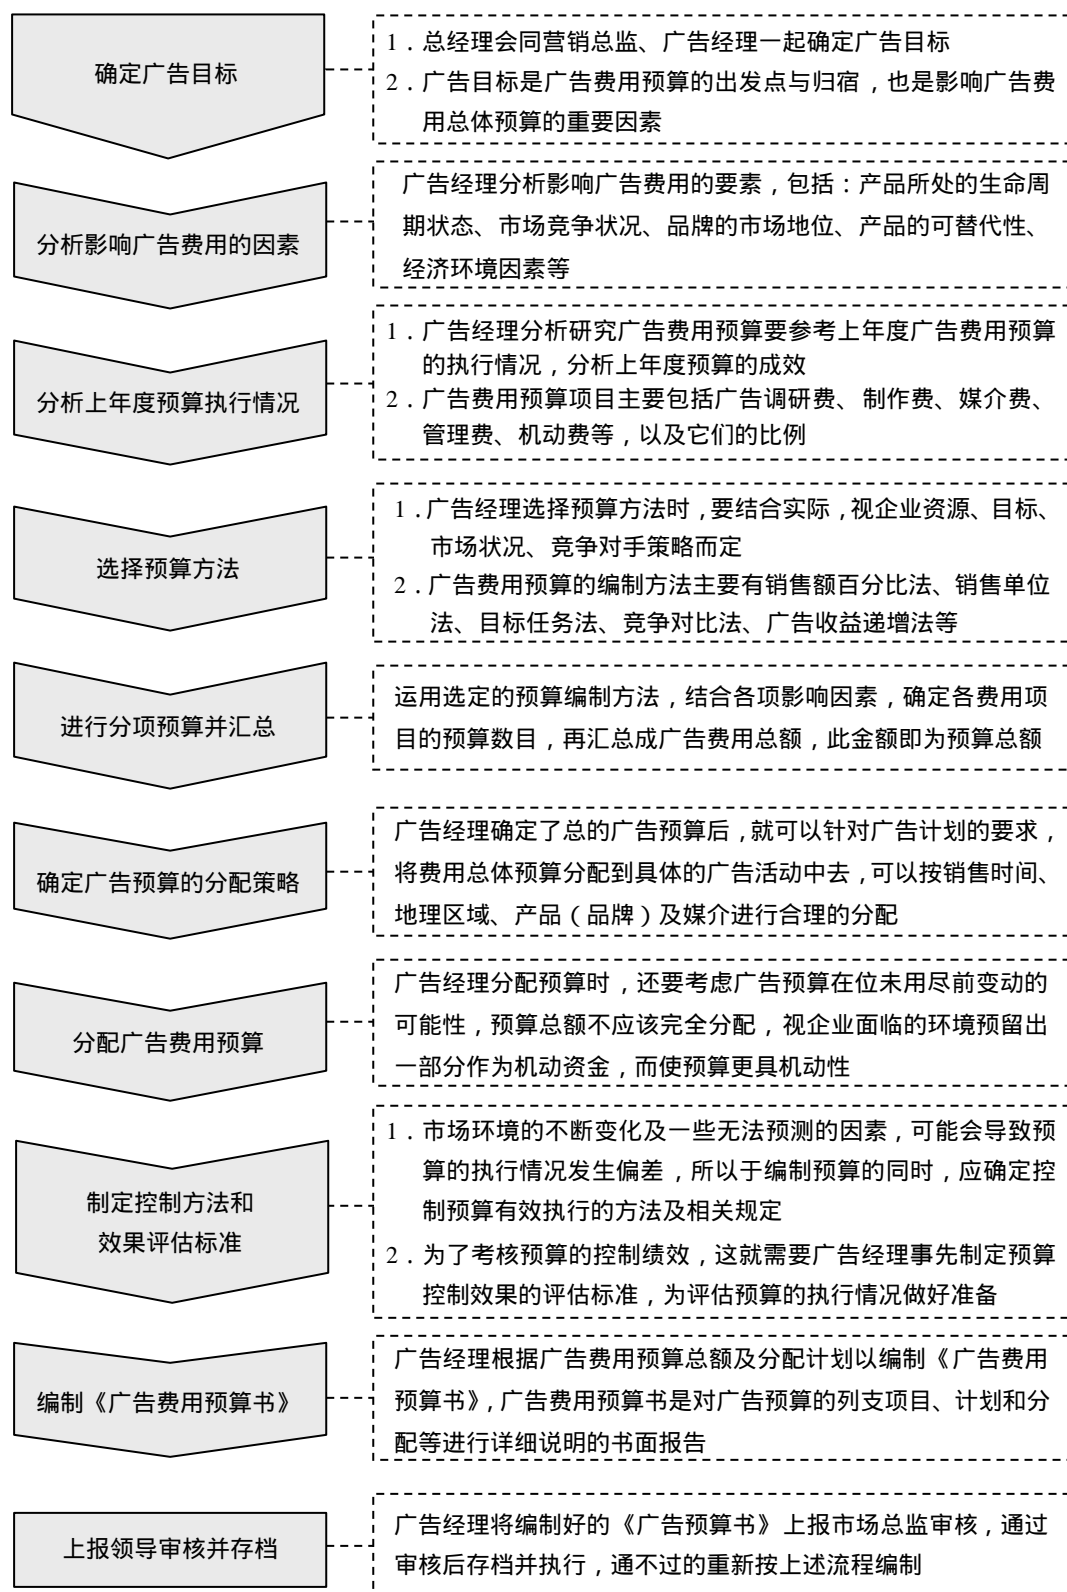 确定广告目标
1．总经理会同营销总监、广告经理一起确定广告目标
2．广告目标是广告费用预算的出发点与归宿，也是影响广告费
用总体预算的重要因素
分析影响广告费用的因素
广告经理分析影响广告费用的要素，包括：产品所处的生命周
期状态、市场竞争状况、品牌的市场地位、产品的可替代性、
经济环境因素等
分析上年度预算执行情况
1．广告经理分析研究广告费用预算要参考上年度广告费用预算
的执行情况，分析上年度预算的成效
2．广告费用预算项目主要包括广告调研费、制作费、媒介费、
管理费、机动费等，以及它们的比例
选择预算方法
1．广告经理选择预算方法时，要结合实际，视企业资源、目标、
市场状况、竞争对手策略而定
2．广告费用预算的编制方法主要有销售额百分比法、销售单位
法、目标任务法、竞争对比法、广告收益递增法等
进行分项预算并汇总
运用选定的预算编制方法，结合各项影响因素，确定各费用项
目的预算数目，再汇总成广告费用总额，此金额即为预算总额
确定广告预算的分配策略
广告经理确定了总的广告预算后，就可以针对广告计划的要求，
将费用总体预算分配到具体的广告活动中去，可以按销售时间、
地理区域、产品（品牌）及媒介进行合理的分配
分配广告费用预算
广告经理分配预算时，还要考虑广告预算在位未用尽前变动的
可能性，预算总额不应该完全分配，视企业面临的环境预留出
一部分作为机动资金，而使预算更具机动性
制定控制方法和
效果评估标准
1．市场环境的不断变化及一些无法预测的因素，可能会导致预
算的执行情况发生偏差，所以于编制预算的同时，应确定控
制预算有效执行的方法及相关规定
2．为了考核预算的控制绩效，这就需要广告经理事先制定预算
控制效果的评估标准，为评估预算的执行情况做好准备
编制《广告费用预算书》
广告经理根据广告费用预算总额及分配计划以编制《广告费用
预算书》，广告费用预算书是对广告预算的列支项目、计划和分
配等进行详细说明的书面报告
上报领导审核并存档
广告经理将编制好的《广告预算书》上报市场总监审核，通过
审核后存档并执行，通不过的重新按上述流程编制